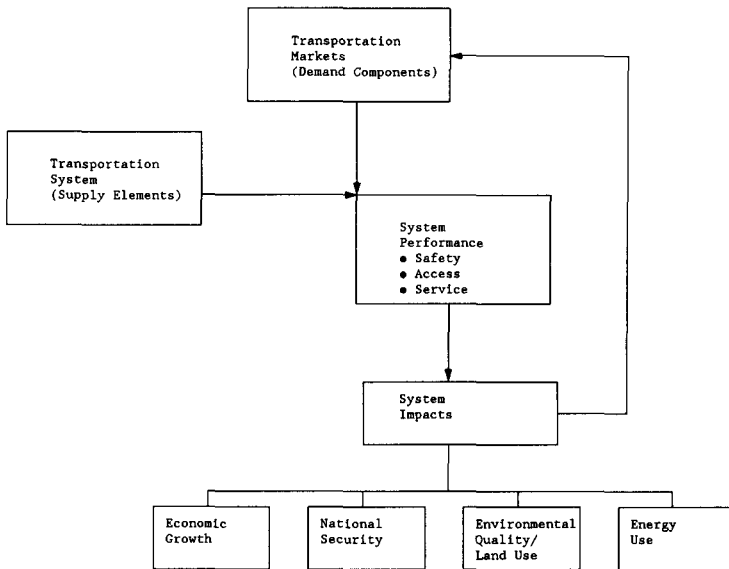 Transportation
Markets
(Demand Components)
Transportation
System
(Supply Elements)
System
Performance
● Safety
● Access
● Service
System
Impacts
Economic
Growth
National
Security
Environmental
Quality/
Land Use
Energy
Use